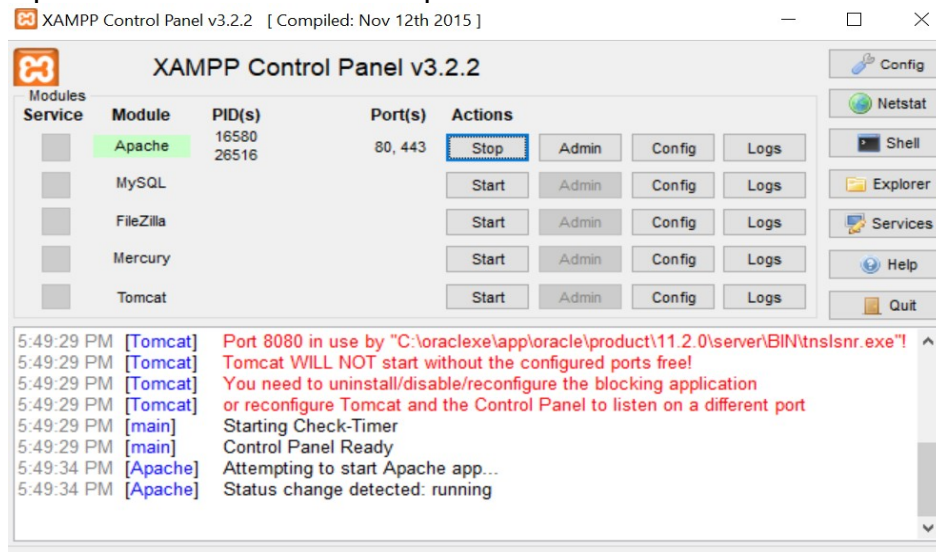 XAMPP Control Panel v3.2.2 [ Compiled: Nov 12th 2015 ]
XAMPP Control Panel v3.2.2
Config
Modules
Service Module PID(s) Port(s) Actions
Netstat
Apache 16580 26516 80, 443 Stop Admin Config Logs
Shell
MySQL Start Admin Config Logs
Explorer
FileZilla Start Admin Config Logs
Services
Mercury Start Admin Config Logs
Help
Tomcat Start Admin Config Logs
Quit
5:49:29 PM [Tomcat] Port 8080 in use by "C:\oraclexe\app\oracle\product\11.2.0\server\BIN\tnslsnr.exe"!
5:49:29 PM [Tomcat] Tomcat WILL NOT start without the configured ports free!
5:49:29 PM [Tomcat] You need to uninstall/disable/reconfigure the blocking application
5:49:29 PM [Tomcat] or reconfigure Tomcat and the Control Panel to listen on a different port
5:49:29 PM [main] Starting Check-Timer
5:49:29 PM [main] Control Panel Ready
5:49:34 PM [Apache] Attempting to start Apache app...
5:49:34 PM [Apache] Status change detected: running